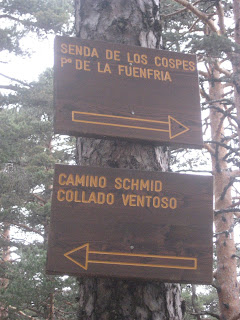 SENDA DE LOS COSPES
Pº DE LA FUENFRIA
CAMINO SCHMID
COLLADO VENTOSO